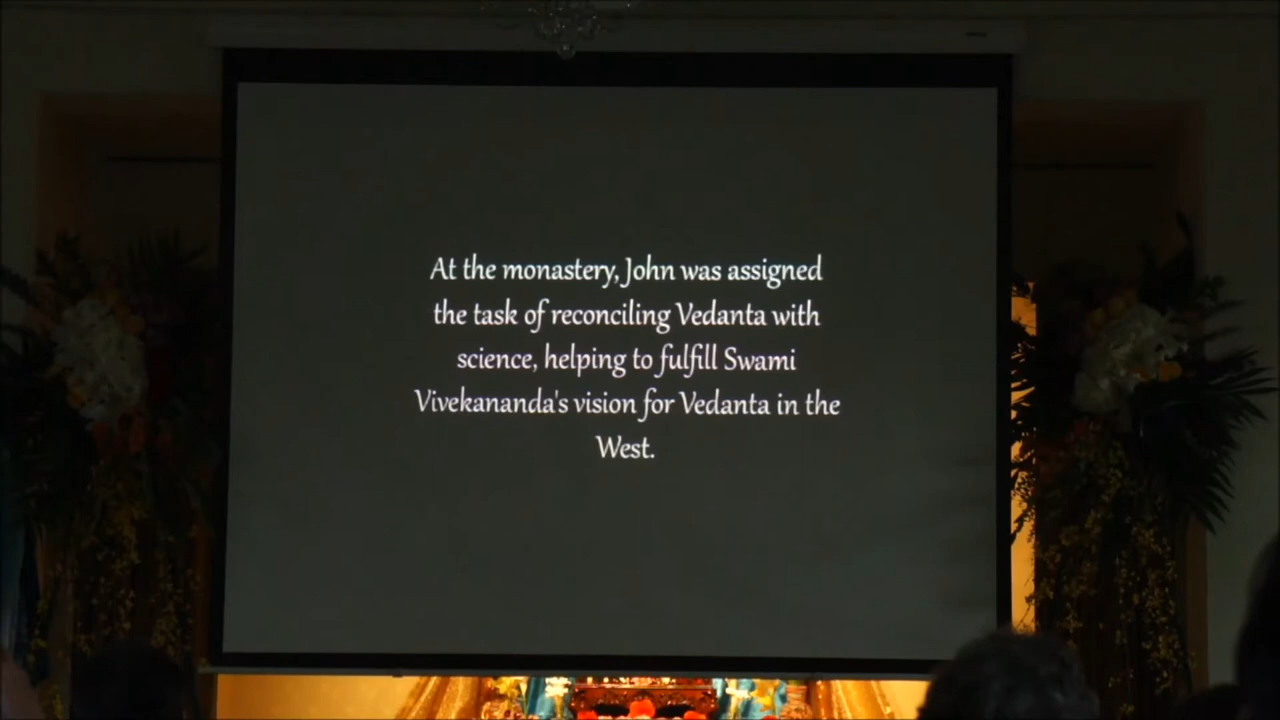 At the monastery, John was assigned
the task of reconciling Vedanta with
science, helping to fulfill Swami
Vivekananda's vision for Vedanta in the
West.